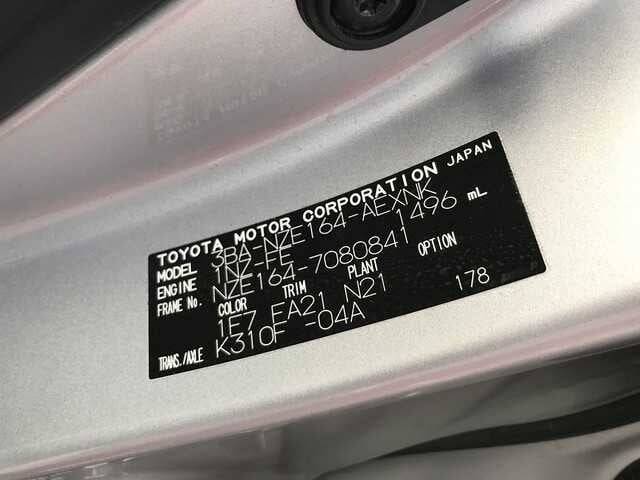 TOYOTA MOTOR CORPORATION JAPAN
MODEL 3BA-NZE164-AEXNK
ENGINE 1NZ-FE 1496 mL
FRAME No. NZE164-7080841
COLOR TRIM PLANT OPTION
1E7 FA21 N21 178
TRANS./AXLE K310F -04A